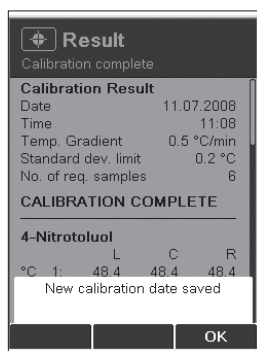 Result
Calibration complete
Calibration Result
Date 11.07.2008
Time 11:08
Temp. Gradient 0.5 °C/min
Standard dev. limit 0.2 °C
No. of req. samples 6
CALIBRATION COMPLETE
4-Nitrotoluol
L C R
°C 1: 48.4 48.4 48.4
New calibration date saved
OK